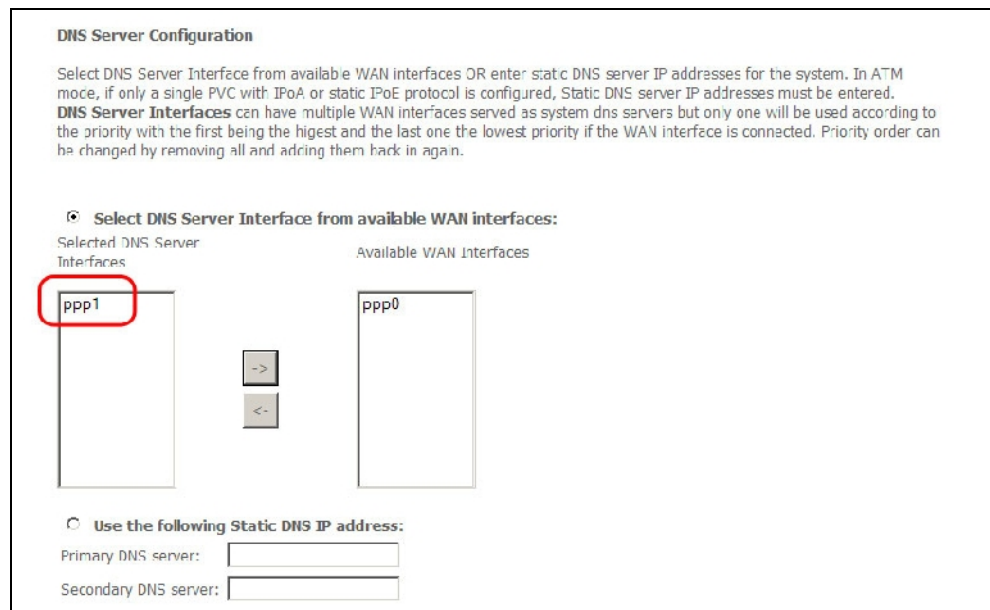 DNS Server Configuration
Select DNS Server Interface from available WAN interfaces OR enter static DNS server IP addresses for the system. In ATM
mode, if only a single PVC with IPoA or static IPoE protocol is configured, Static DNS server IP addresses must be entered.
DNS Server Interfaces can have multiple WAN interfaces served as system dns servers but only one will be used according to
the priority with the first being the higest and the last one the lowest priority if the WAN interface is connected. Priority order can
be changed by removing all and adding them back in again.
Select DNS Server Interface from available WAN interfaces:
Selected DNS Server
Interfaces
Available WAN Interfaces
ppp1
ppp0
->
<-
Use the following Static DNS IP address:
Primary DNS server:
Secondary DNS server: